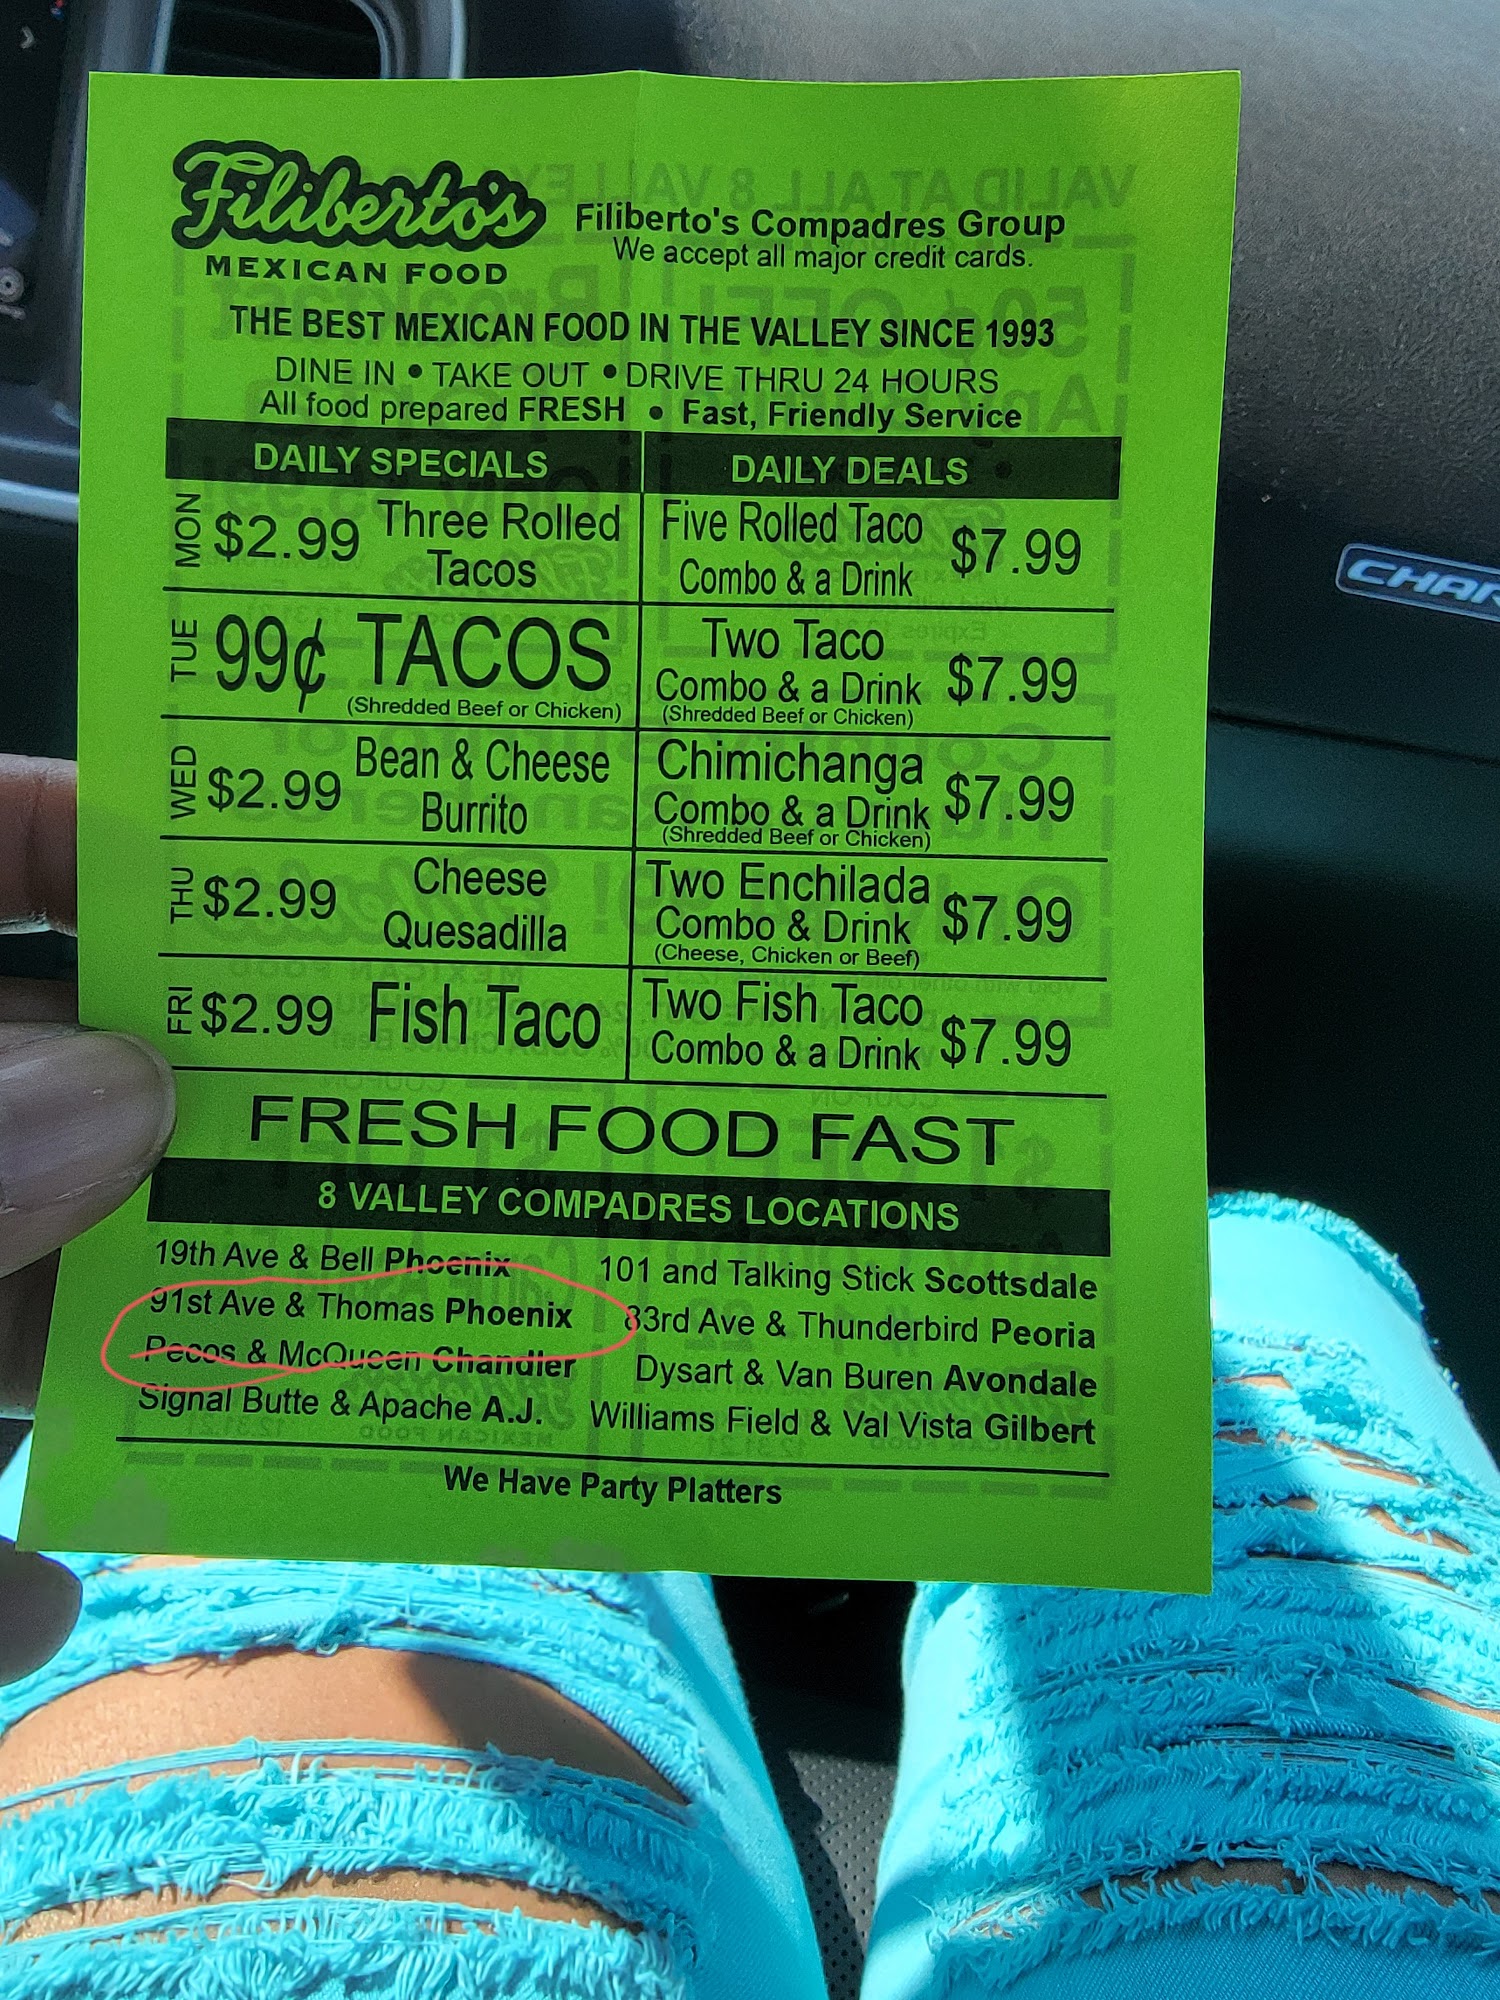 Filiberto's
MEXICAN FOOD
Filiberto's Compadres Group
We accept all major credit cards.
THE BEST MEXICAN FOOD IN THE VALLEY SINCE 1993
DINE IN • TAKE OUT • DRIVE THRU 24 HOURS
All food prepared FRESH • Fast, Friendly Service
DAILY SPECIALS
DAILY DEALS
MON $2.99 Three Rolled
Tacos
Five Rolled Taco
Combo & a Drink $7.99
TUE 99¢ TACOS
(Shredded Beef or Chicken)
Two Taco
Combo & a Drink $7.99
(Shredded Beef or Chicken)
WED $2.99 Bean & Cheese
Burrito
Chimichanga
Combo & a Drink $7.99
(Shredded Beef or Chicken)
THU $2.99 Cheese
Quesadilla
Two Enchilada
Combo & Drink $7.99
(Cheese, Chicken or Beef)
FRI $2.99 Fish Taco
Two Fish Taco
Combo & a Drink $7.99
FRESH FOOD FAST
8 VALLEY COMPADRES LOCATIONS
19th Ave & Bell Phoenix
101 and Talking Stick Scottsdale
91st Ave & Thomas Phoenix
83rd Ave & Thunderbird Peoria
Pecos & McQueen Chandler
Dysart & Van Buren Avondale
Signal Butte & Apache A.J.
Williams Field & Val Vista Gilbert
We Have Party Platters